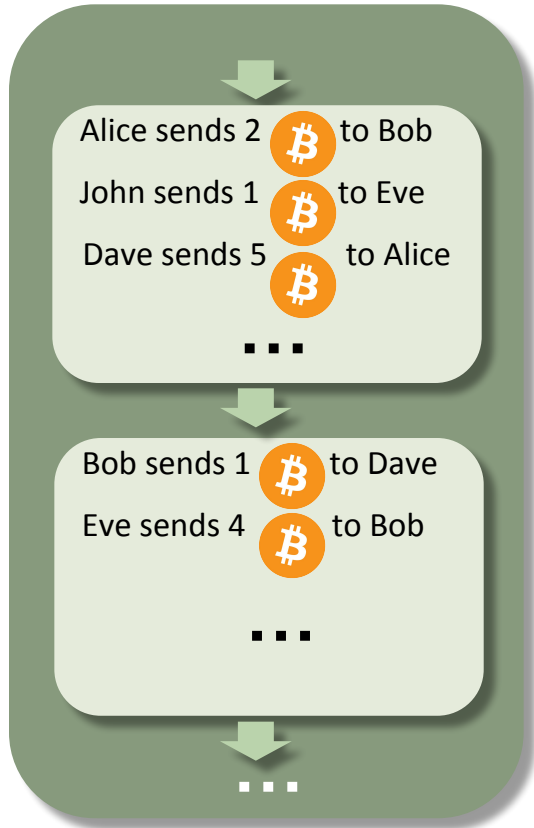 Alice sends 2 ₿ to Bob
John sends 1 ₿ to Eve
Dave sends 5 ₿ to Alice
...
Bob sends 1 ₿ to Dave
Eve sends 4 ₿ to Bob
...
...